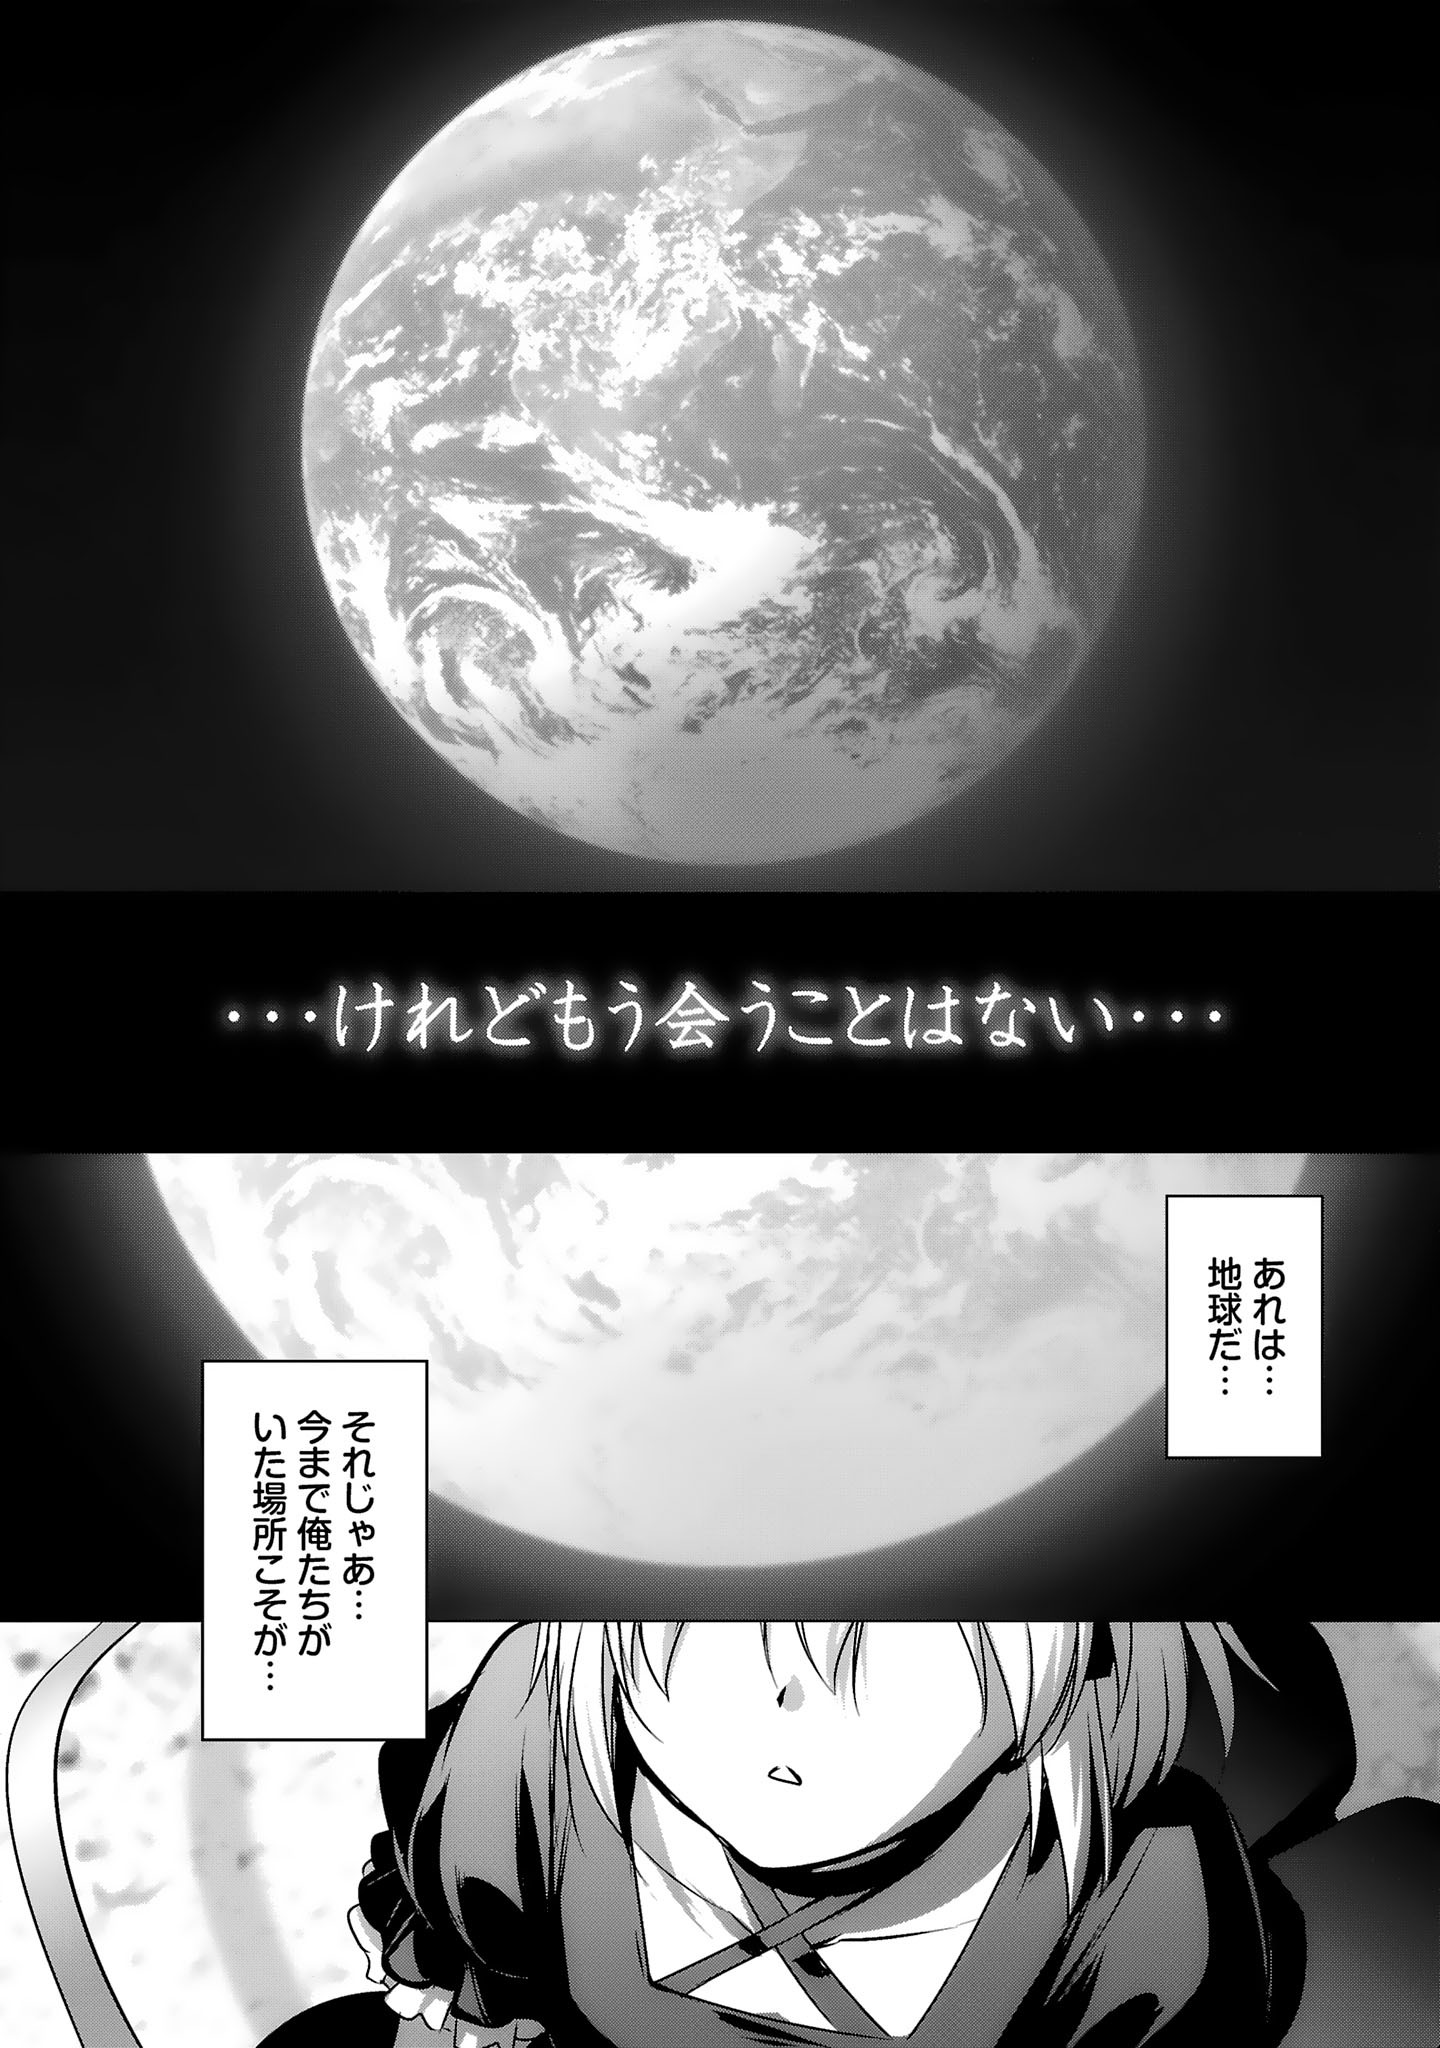 ・・・けれどもう会うことはない・・・
あれは…
地球だ…
それじゃあ…
今まで俺たちが
いた場所こそが…